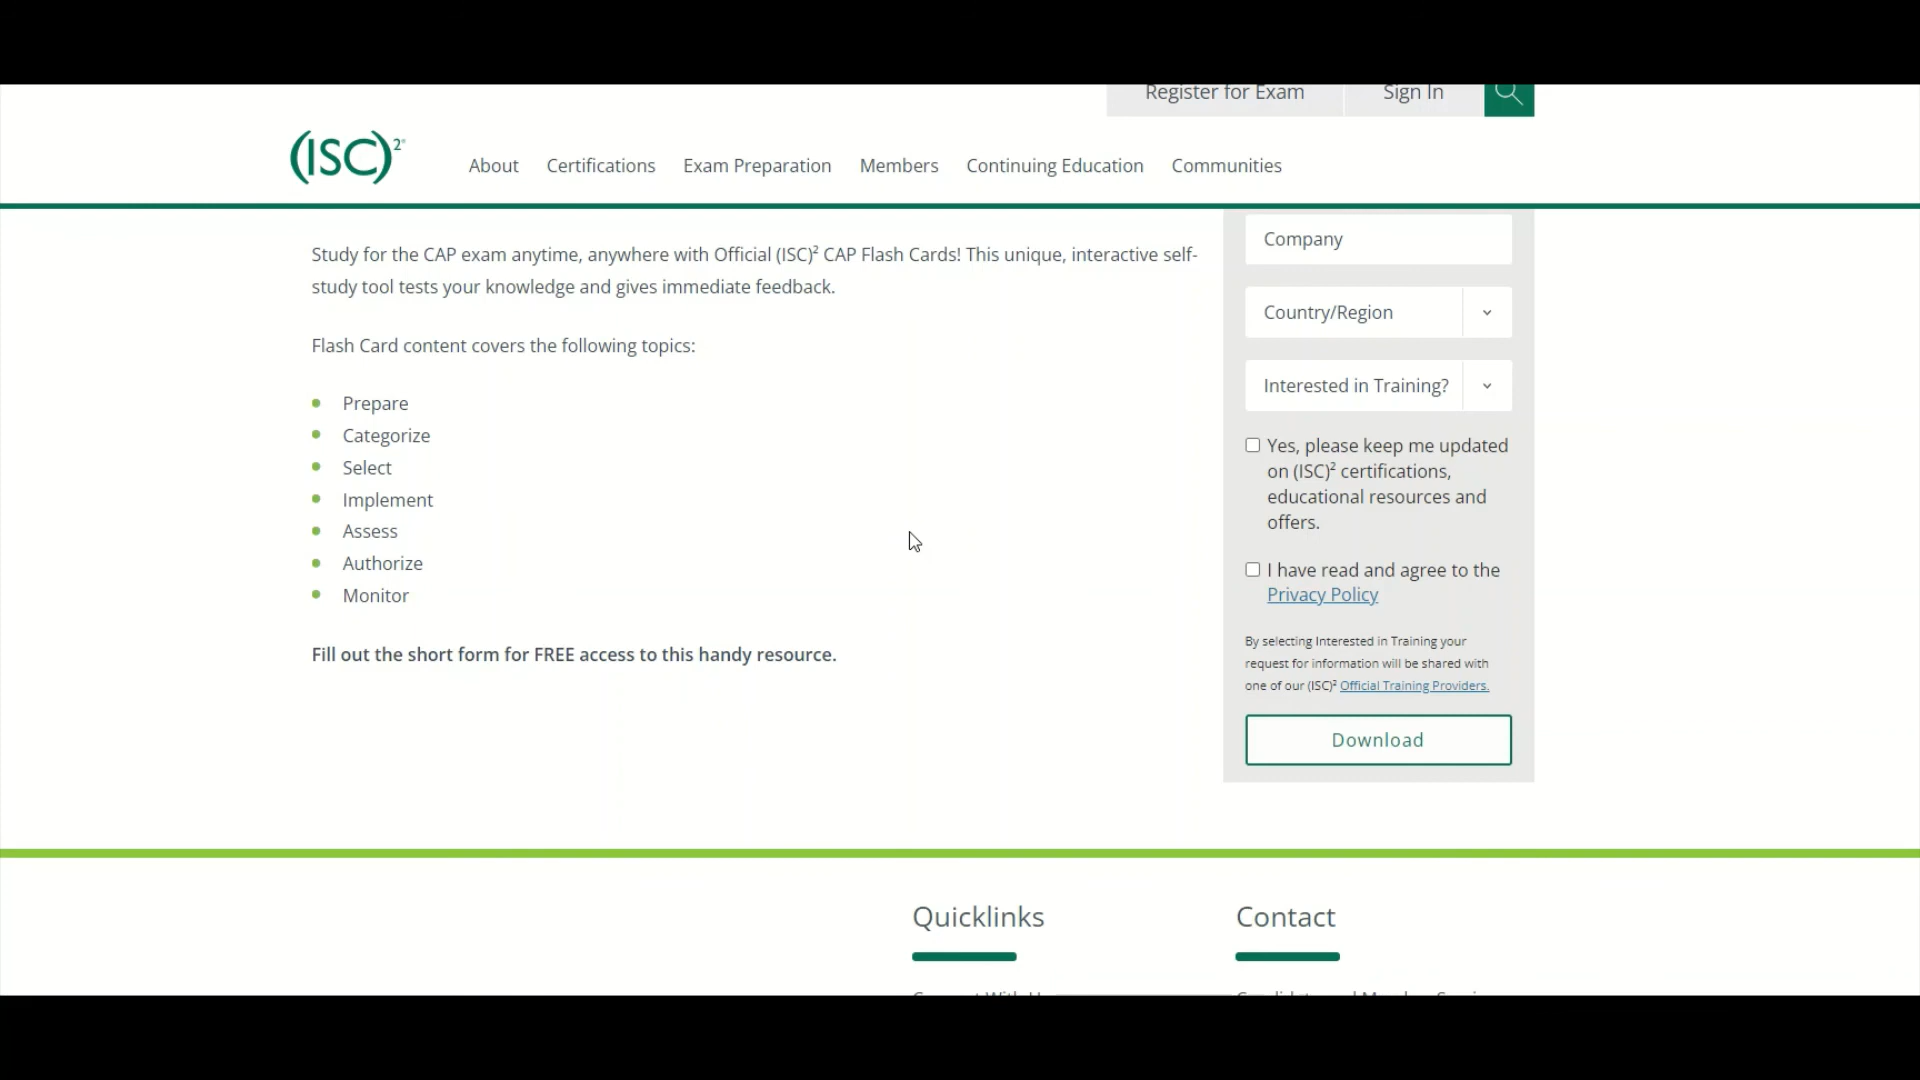 Register for Exam
Sign In
(ISC)²®
About
Certifications
Exam Preparation
Members
Continuing Education
Communities
Study for the CAP exam anytime, anywhere with Official (ISC)² CAP Flash Cards! This unique, interactive self-
study tool tests your knowledge and gives immediate feedback.
Flash Card content covers the following topics:
Prepare
Categorize
Select
Implement
Assess
Authorize
Monitor
Fill out the short form for FREE access to this handy resource.
Company
Country/Region
Interested in Training?
Yes, please keep me updated
on (ISC)² certifications,
educational resources and
offers.
I have read and agree to the
Privacy Policy
By selecting Interested in Training your
request for information will be shared with
one of our (ISC)² Official Training Providers.
Download
Quicklinks
Contact